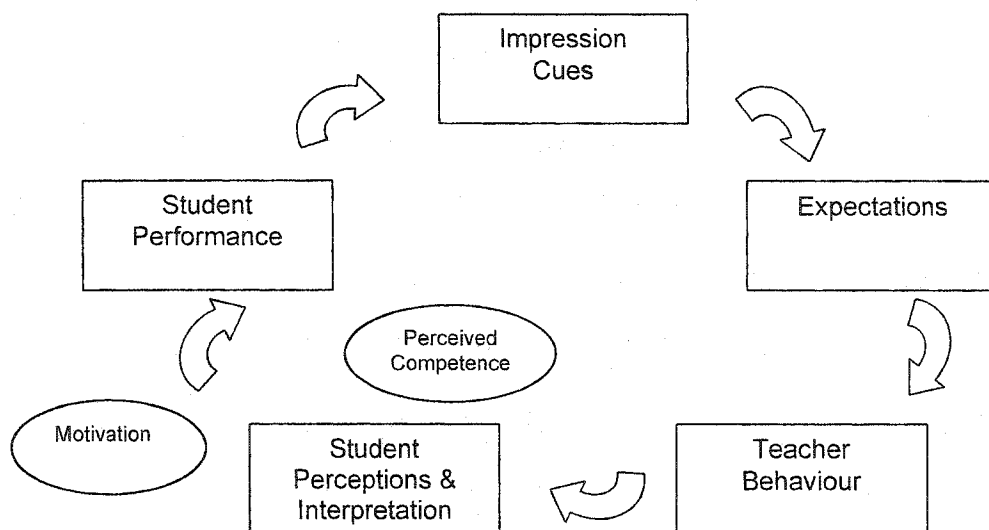 Impression
Cues
Student
Performance
Expectations
Perceived
Competence
Motivation
Student
Perceptions &
Interpretation
Teacher
Behaviour